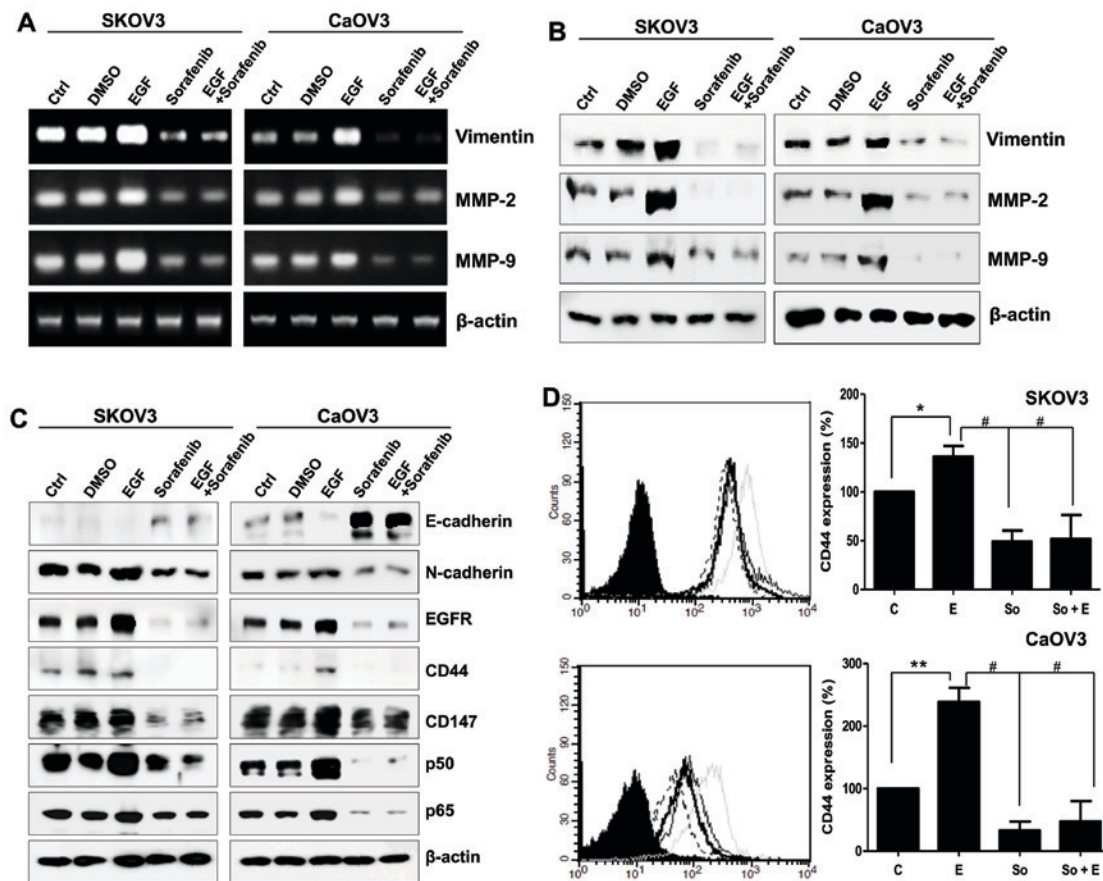 A
SKOV3 CaOV3
Ctrl DMSO EGF Sorafenib EGF +Sorafenib Ctrl DMSO EGF Sorafenib EGF +Sorafenib
Vimentin
MMP-2
MMP-9
β-actin
B
SKOV3 CaOV3
Ctrl DMSO EGF Sorafenib EGF +Sorafenib Ctrl DMSO EGF Sorafenib EGF +Sorafenib
Vimentin
MMP-2
MMP-9
β-actin
C
SKOV3 CaOV3
Ctrl DMSO EGF Sorafenib EGF +Sorafenib Ctrl DMSO EGF Sorafenib EGF +Sorafenib
E-cadherin
N-cadherin
EGFR
CD44
CD147
p50
p65
β-actin
D
Counts
0 30 60 90 120 150
10⁰ 10¹ 10² 10³ 10⁴
SKOV3
CD44 expression (%)
200
150
100
50
0
* # #
C E So So + E
Counts
0 30 60 90 120 150
10⁰ 10¹ 10² 10³ 10⁴
CaOV3
CD44 expression (%)
300
200
100
0
** # #
C E So So + E